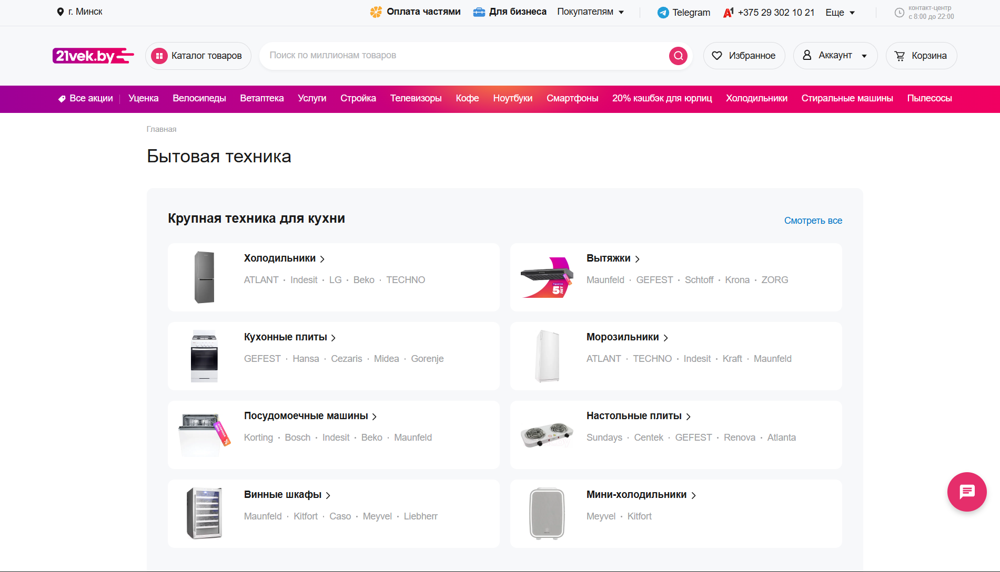 г. Минск
Оплата частями
Для бизнеса
Покупателям
Telegram
A1 +375 29 302 10 21
Еще
контакт-центр
с 8:00 до 22:00
21vek.by
Каталог товаров
Поиск по миллионам товаров
Избранное
Аккаунт
Корзина
Все акции
Уценка
Велосипеды
Ветаптека
Услуги
Стройка
Телевизоры
Кофе
Ноутбуки
Смартфоны
20% кэшбэк для юрлиц
Холодильники
Стиральные машины
Пылесосы
Главная
Бытовая техника
Крупная техника для кухни
Смотреть все
Холодильники
ATLANT · Indesit · LG · Beko · TECHNO
Гарантия
5 ЛЕТ
Вытяжки
Maunfeld · GEFEST · Schtoff · Krona · ZORG
Кухонные плиты
GEFEST · Hansa · Cezaris · Midea · Gorenje
Морозильники
ATLANT · TECHNO · Indesit · Kraft · Maunfeld
Посудомоечные машины
Korting · Bosch · Indesit · Beko · Maunfeld
Настольные плиты
Sundays · Centek · GEFEST · Renova · Atlanta
Винные шкафы
Maunfeld · Kitfort · Caso · Meyvel · Liebherr
Мини-холодильники
Meyvel · Kitfort